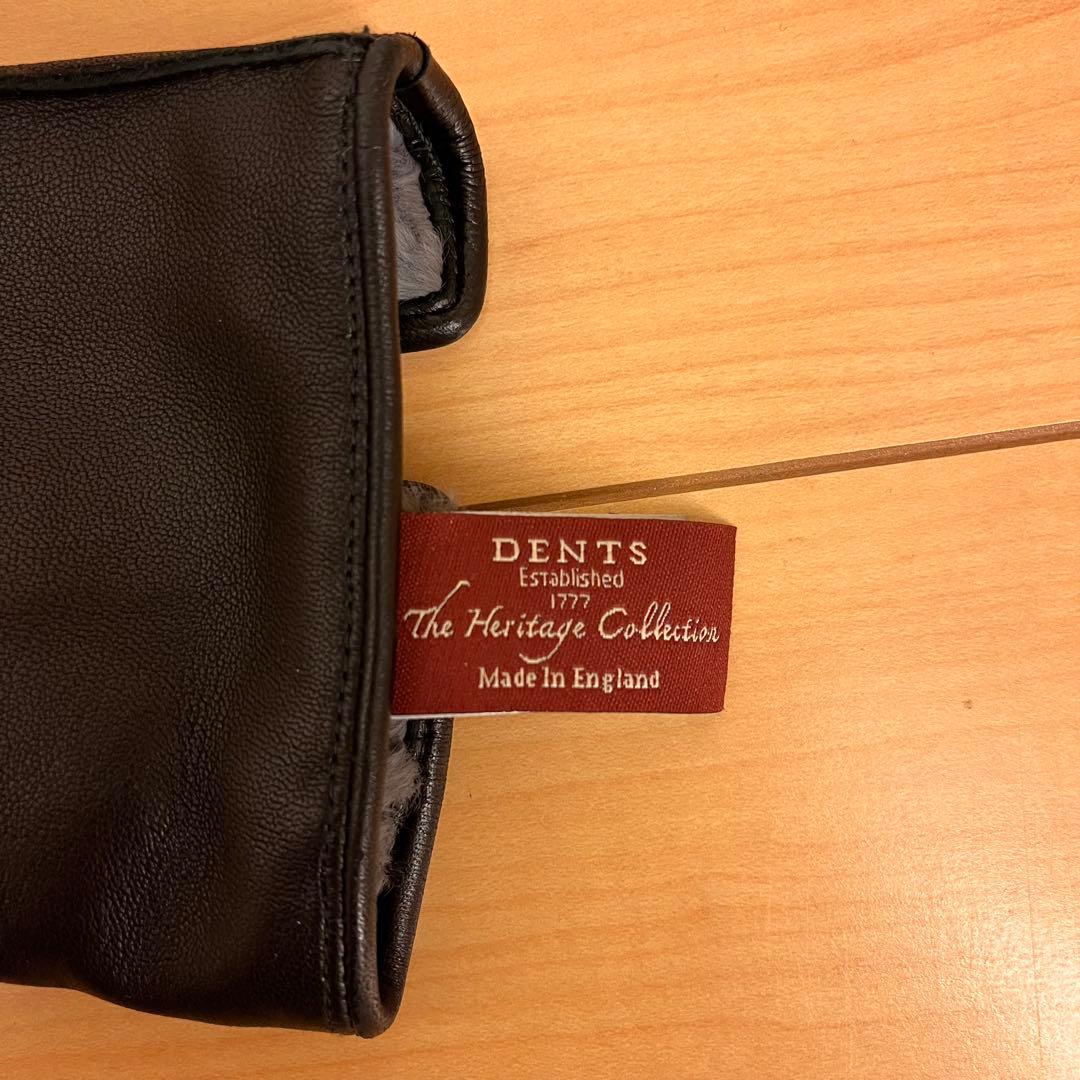 DENTS
Established
1777
The Heritage Collection
Made In England